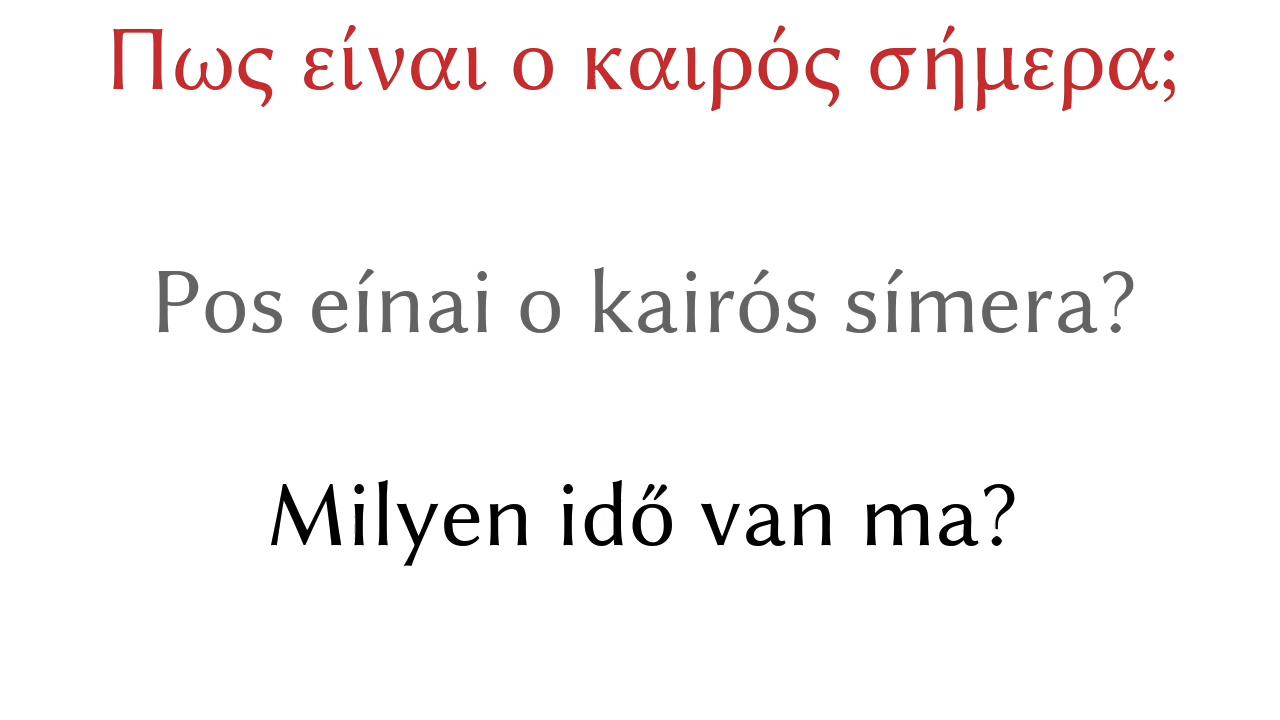 Πως είναι ο καιρός σήμερα;
Pos eínai o kairós símera?
Milyen idő van ma?